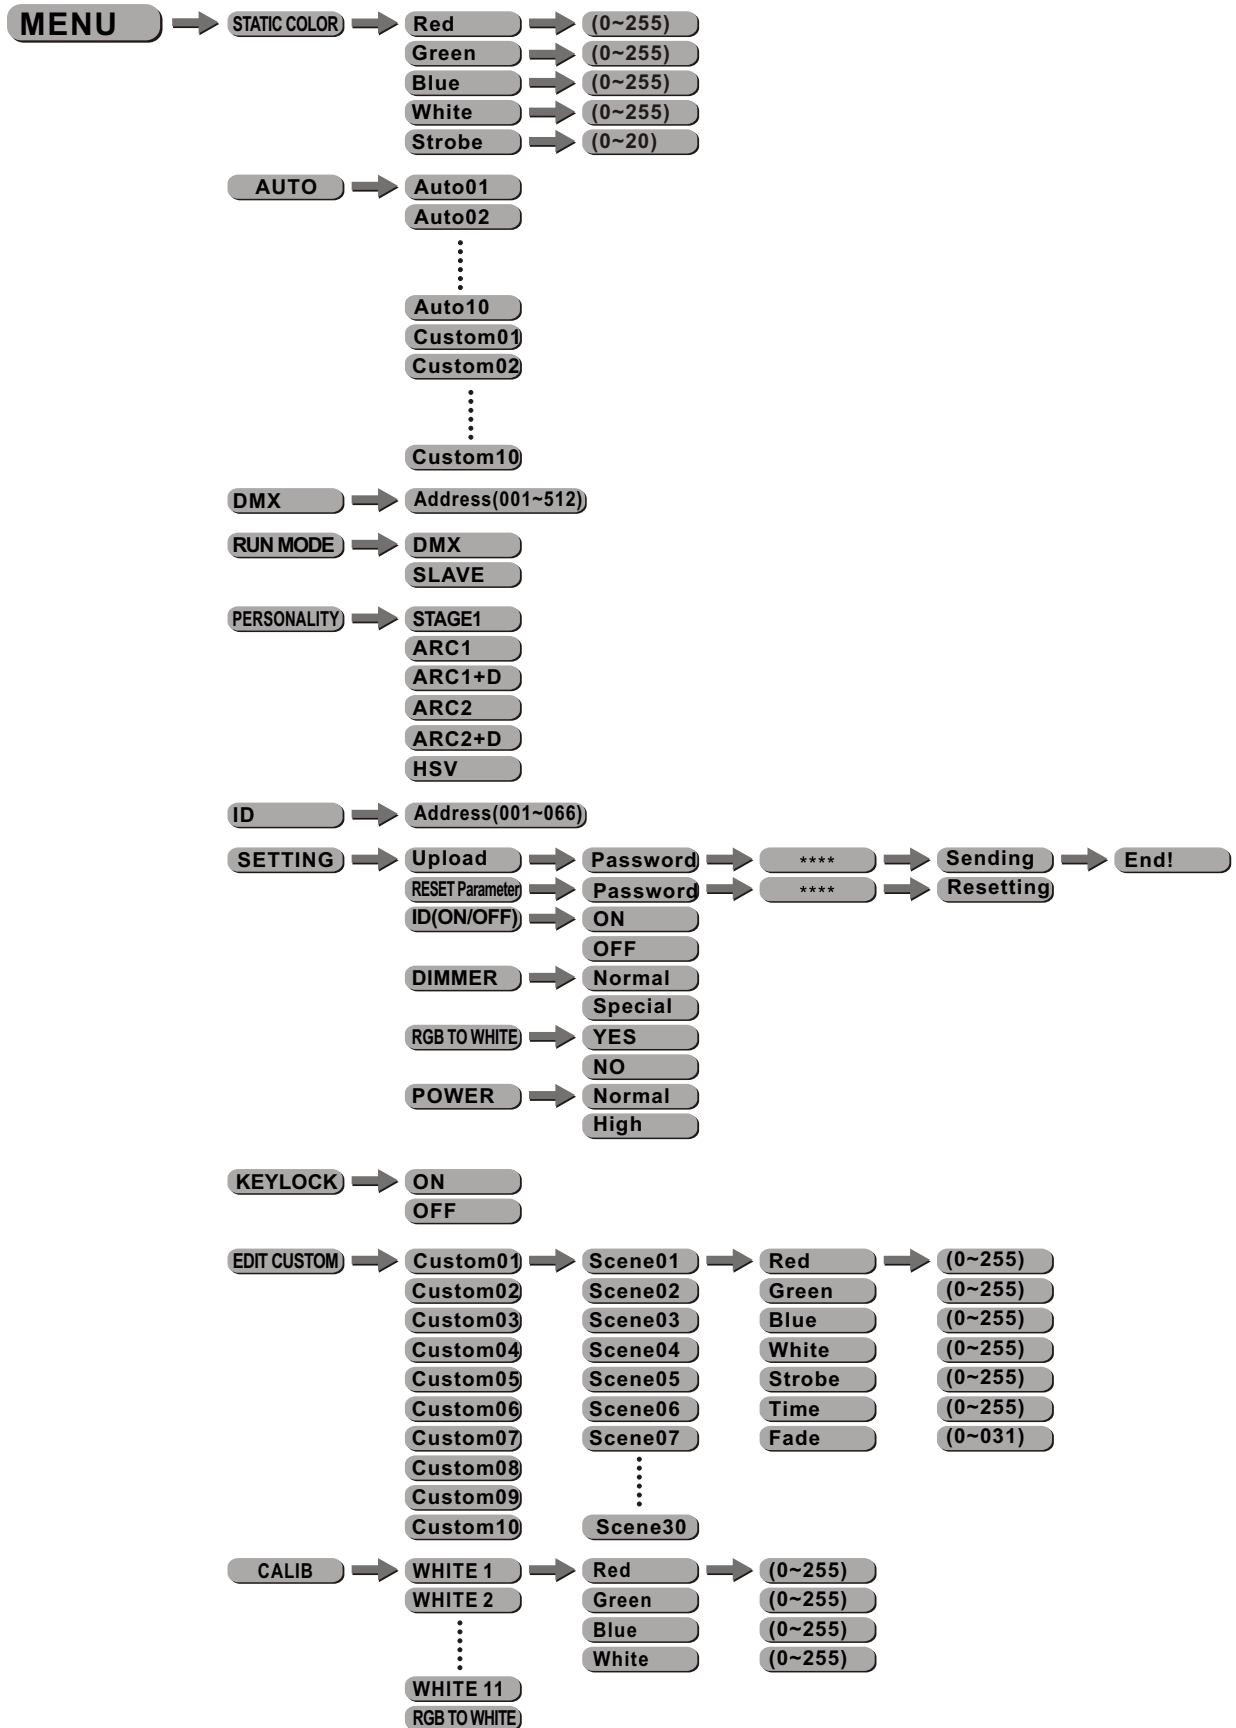 MENU STATIC COLOR Red (0~255)
Green (0~255)
Blue (0~255)
White (0~255)
Strobe (0~20)
AUTO Auto01
Auto02
Auto10
Custom01
Custom02
Custom10
DMX Address(001~512)
RUN MODE DMX
SLAVE
PERSONALITY STAGE1
ARC1
ARC1+D
ARC2
ARC2+D
HSV
ID Address(001~066)
SETTING Upload Password **** Sending End!
RESET Parameter Password **** Resetting
ID(ON/OFF) ON
OFF
DIMMER Normal
Special
RGB TO WHITE YES
NO
POWER Normal
High
KEYLOCK ON
OFF
EDIT CUSTOM Custom01 Scene01 Red (0~255)
Custom02 Scene02 Green (0~255)
Custom03 Scene03 Blue (0~255)
Custom04 Scene04 White (0~255)
Custom05 Scene05 Strobe (0~255)
Custom06 Scene06 Time (0~255)
Custom07 Scene07 Fade (0~031)
Custom08
Custom09
Custom10 Scene30
CALIB WHITE 1 Red (0~255)
WHITE 2 Green (0~255)
Blue (0~255)
White (0~255)
WHITE 11
RGB TO WHITE